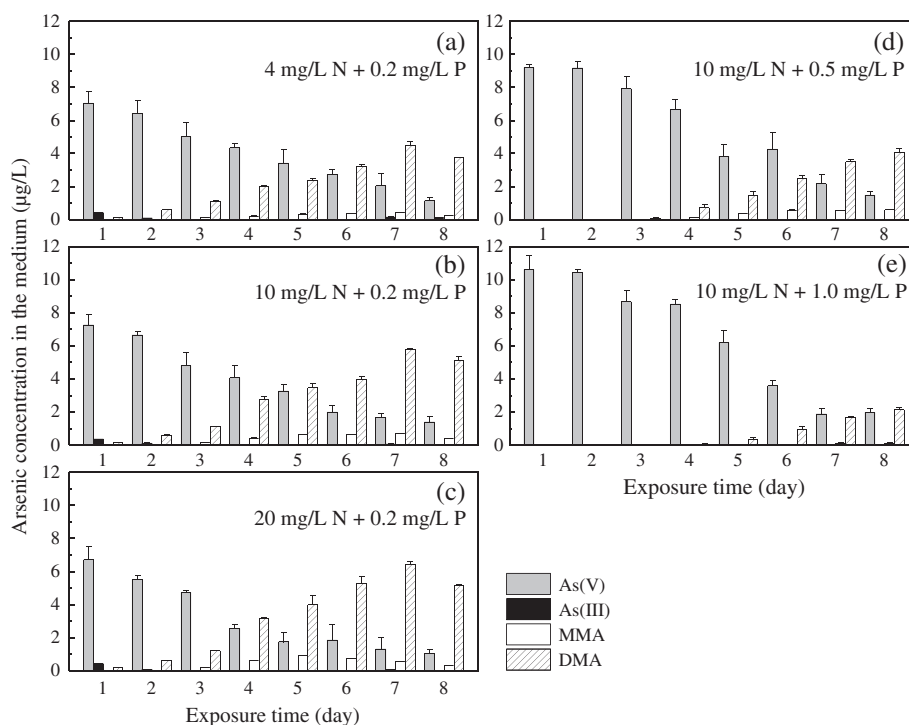 Arsenic concentration in the medium (μg/L)
12
10
8
6
4
2
0
(a)
4 mg/L N + 0.2 mg/L P
1 2 3 4 5 6 7 8
12
10
8
6
4
2
0
(b)
10 mg/L N + 0.2 mg/L P
1 2 3 4 5 6 7 8
12
10
8
6
4
2
0
(c)
20 mg/L N + 0.2 mg/L P
1 2 3 4 5 6 7 8
Exposure time (day)
12
10
8
6
4
2
0
(d)
10 mg/L N + 0.5 mg/L P
1 2 3 4 5 6 7 8
12
10
8
6
4
2
0
(e)
10 mg/L N + 1.0 mg/L P
1 2 3 4 5 6 7 8
Exposure time (day)
As(V)
As(III)
MMA
DMA